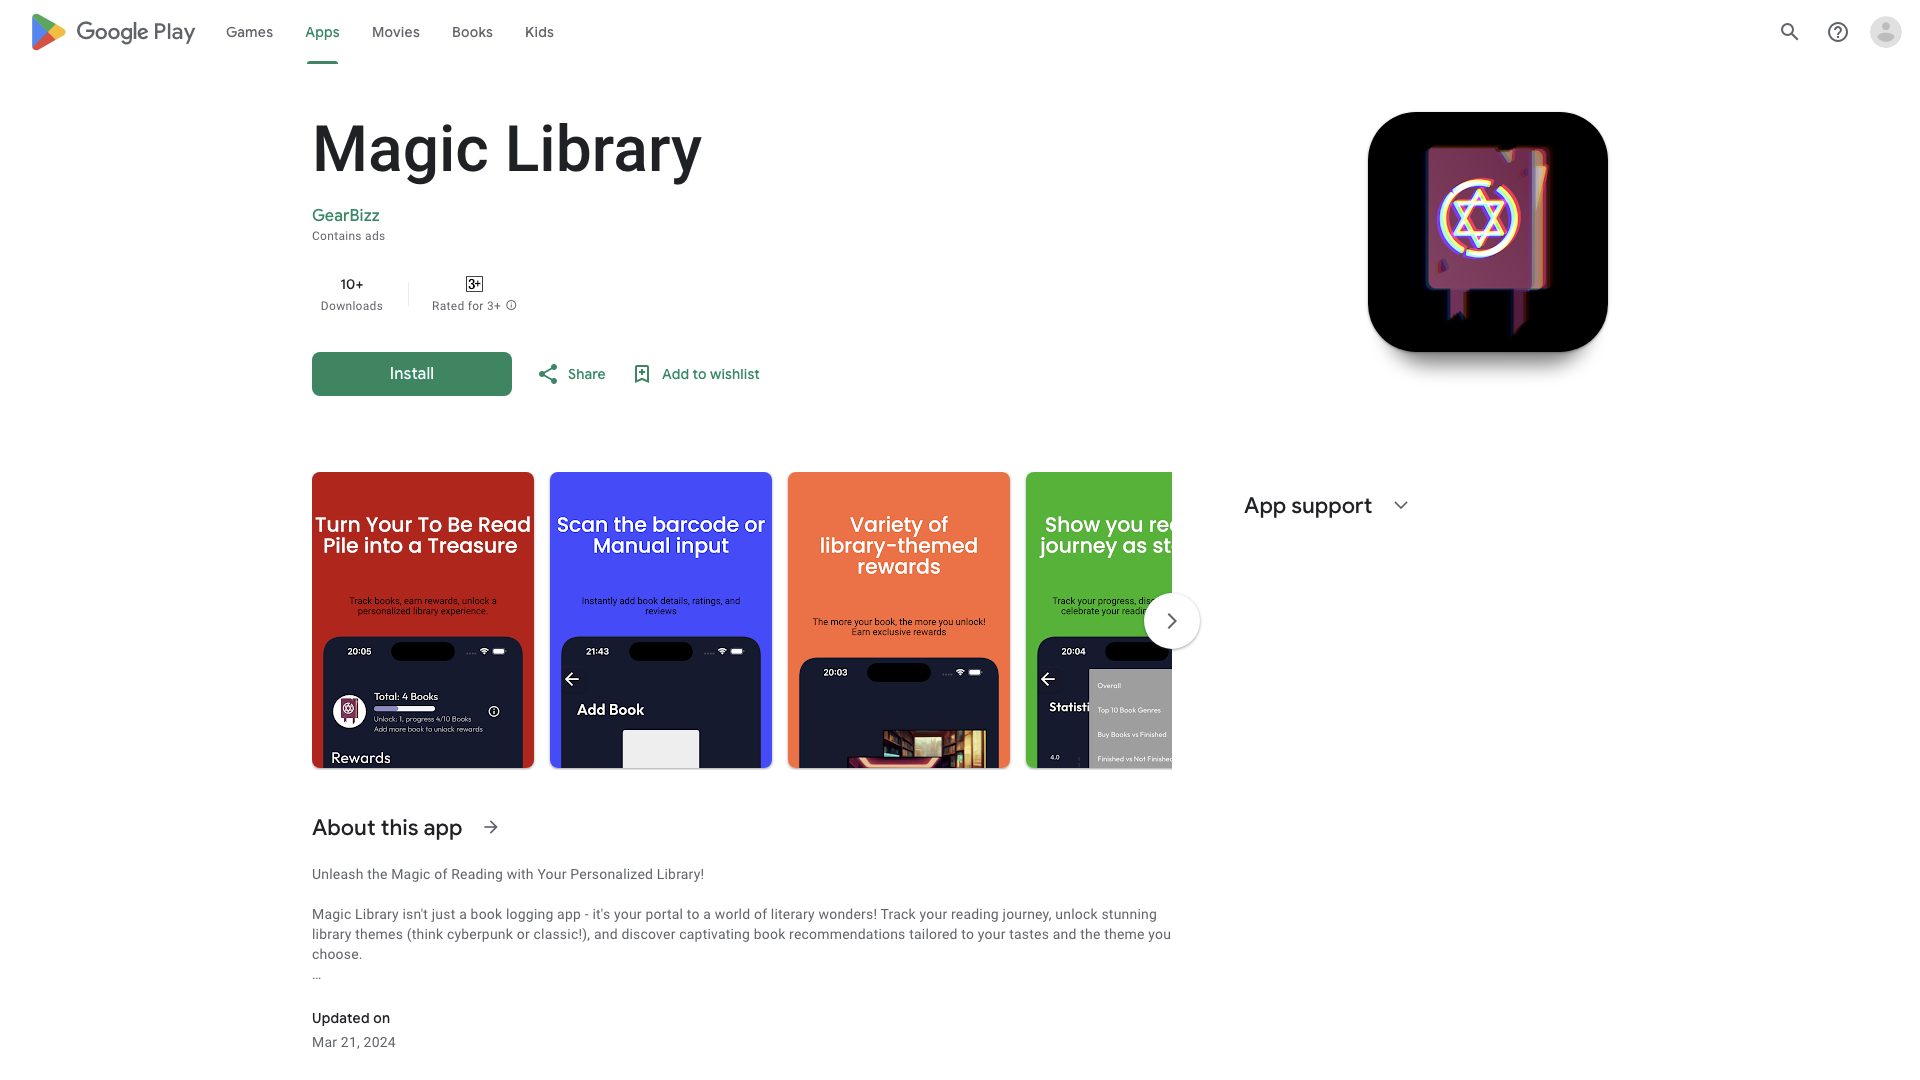 Google Play
Games
Apps
Movies
Books
Kids
Magic Library
GearBizz
Contains ads
10+
Downloads
3+
Rated for 3+
Install
Share
Add to wishlist
Turn Your To Be Read
Pile into a Treasure
Track books, earn rewards, unlock a
personalized library experience.
20:05
Total: 4 Books
Unlock: 1, progress 4/10 Books
Add more book to unlock rewards
Rewards
Scan the barcode or
Manual input
Instantly add book details, ratings, and
reviews
21:43
Add Book
Variety of
library-themed
rewards
The more your book, the more you unlock!
Earn exclusive rewards
20:03
Show you re
journey as st
Track your progress, dis
celebrate your readi
20:04
Statisti
Overall
Top 10 Book Genres
Buy Books vs Finished
Finished vs Not Finished
4.0
App support
About this app
Unleash the Magic of Reading with Your Personalized Library!
Magic Library isn't just a book logging app - it's your portal to a world of literary wonders! Track your reading journey, unlock stunning
library themes (think cyberpunk or classic!), and discover captivating book recommendations tailored to your tastes and the theme you
choose.
…
Updated on
Mar 21, 2024